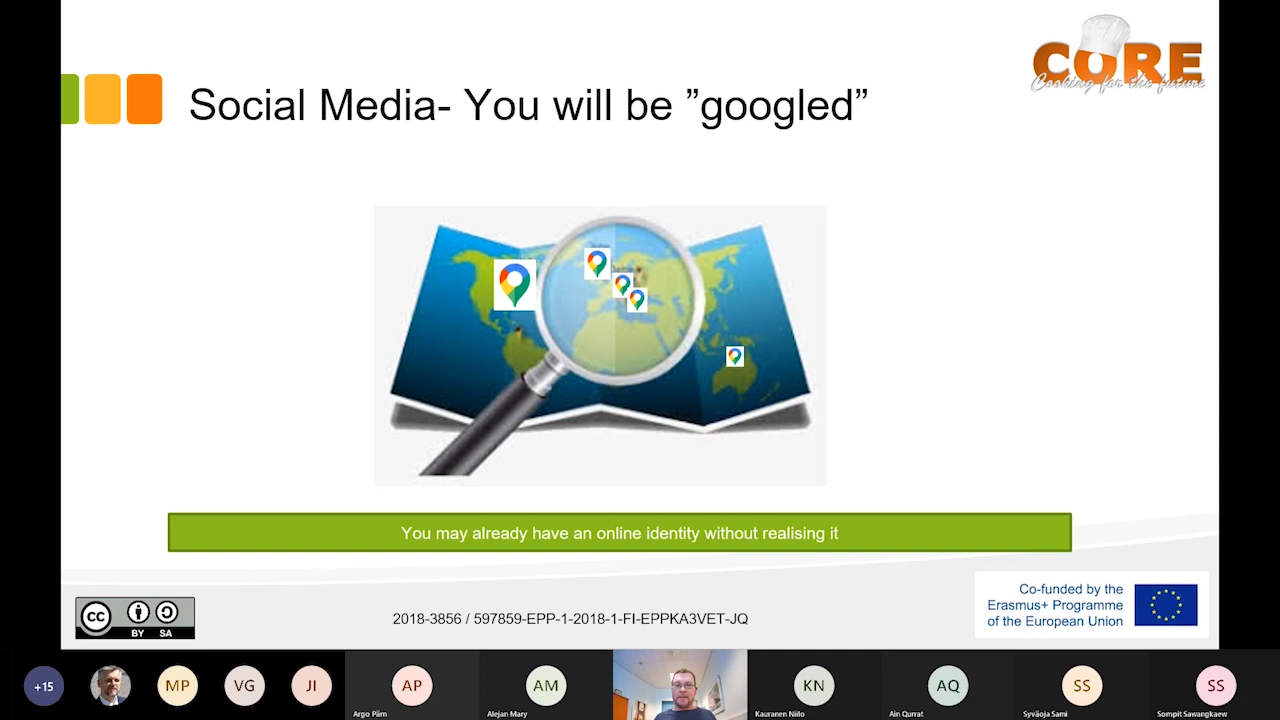 CORE
Cooking for the future
Social Media- You will be ”googled”
You may already have an online identity without realising it
cc
BY SA
2018-3856 / 597859-EPP-1-2018-1-FI-EPPKA3VET-JQ
Co-funded by the
Erasmus+ Programme
of the European Union
+15
MP
VG
JI
AP
Argo Pärn
AM
Alejan Mary
KN
Kauranen Niilo
AQ
Ain Qurrat
SS
Syväoja Sami
SS
Sompit Sawangkaew